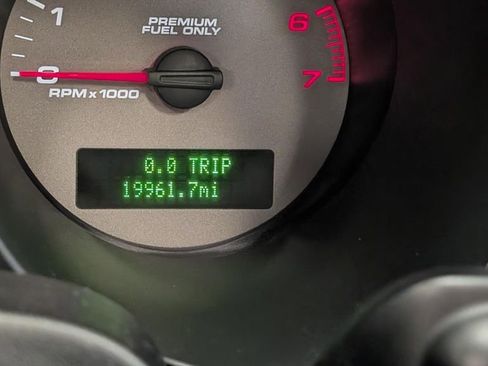 1
PREMIUM
FUEL ONLY
6
0
7
RPM x 1000
0.0 TRIP
19961.7mi